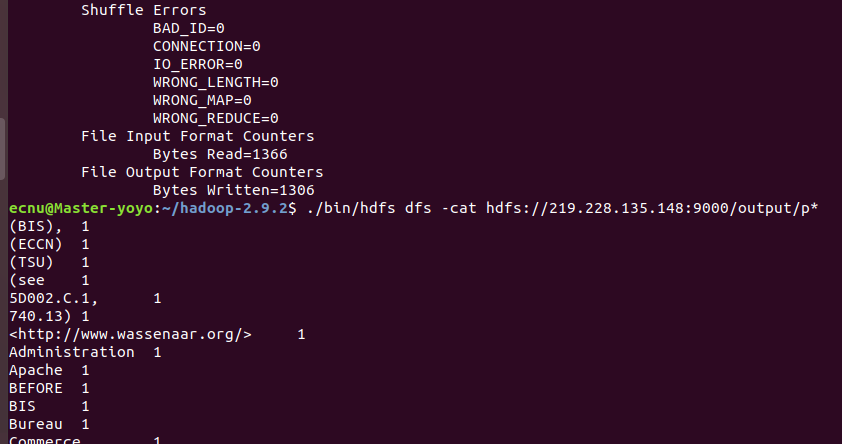 Shuffle Errors
BAD_ID=0
CONNECTION=0
IO_ERROR=0
WRONG_LENGTH=0
WRONG_MAP=0
WRONG_REDUCE=0
File Input Format Counters
Bytes Read=1366
File Output Format Counters
Bytes Written=1306
ecnu@Master-yoyo:~/hadoop-2.9.2$ ./bin/hdfs dfs -cat hdfs://219.228.135.148:9000/output/p*
(BIS), 1
(ECCN) 1
(TSU) 1
(see 1
5D002.C.1, 1
740.13) 1
<http://www.wassenaar.org/> 1
Administration 1
Apache 1
BEFORE 1
BIS 1
Bureau 1
Commerce 1